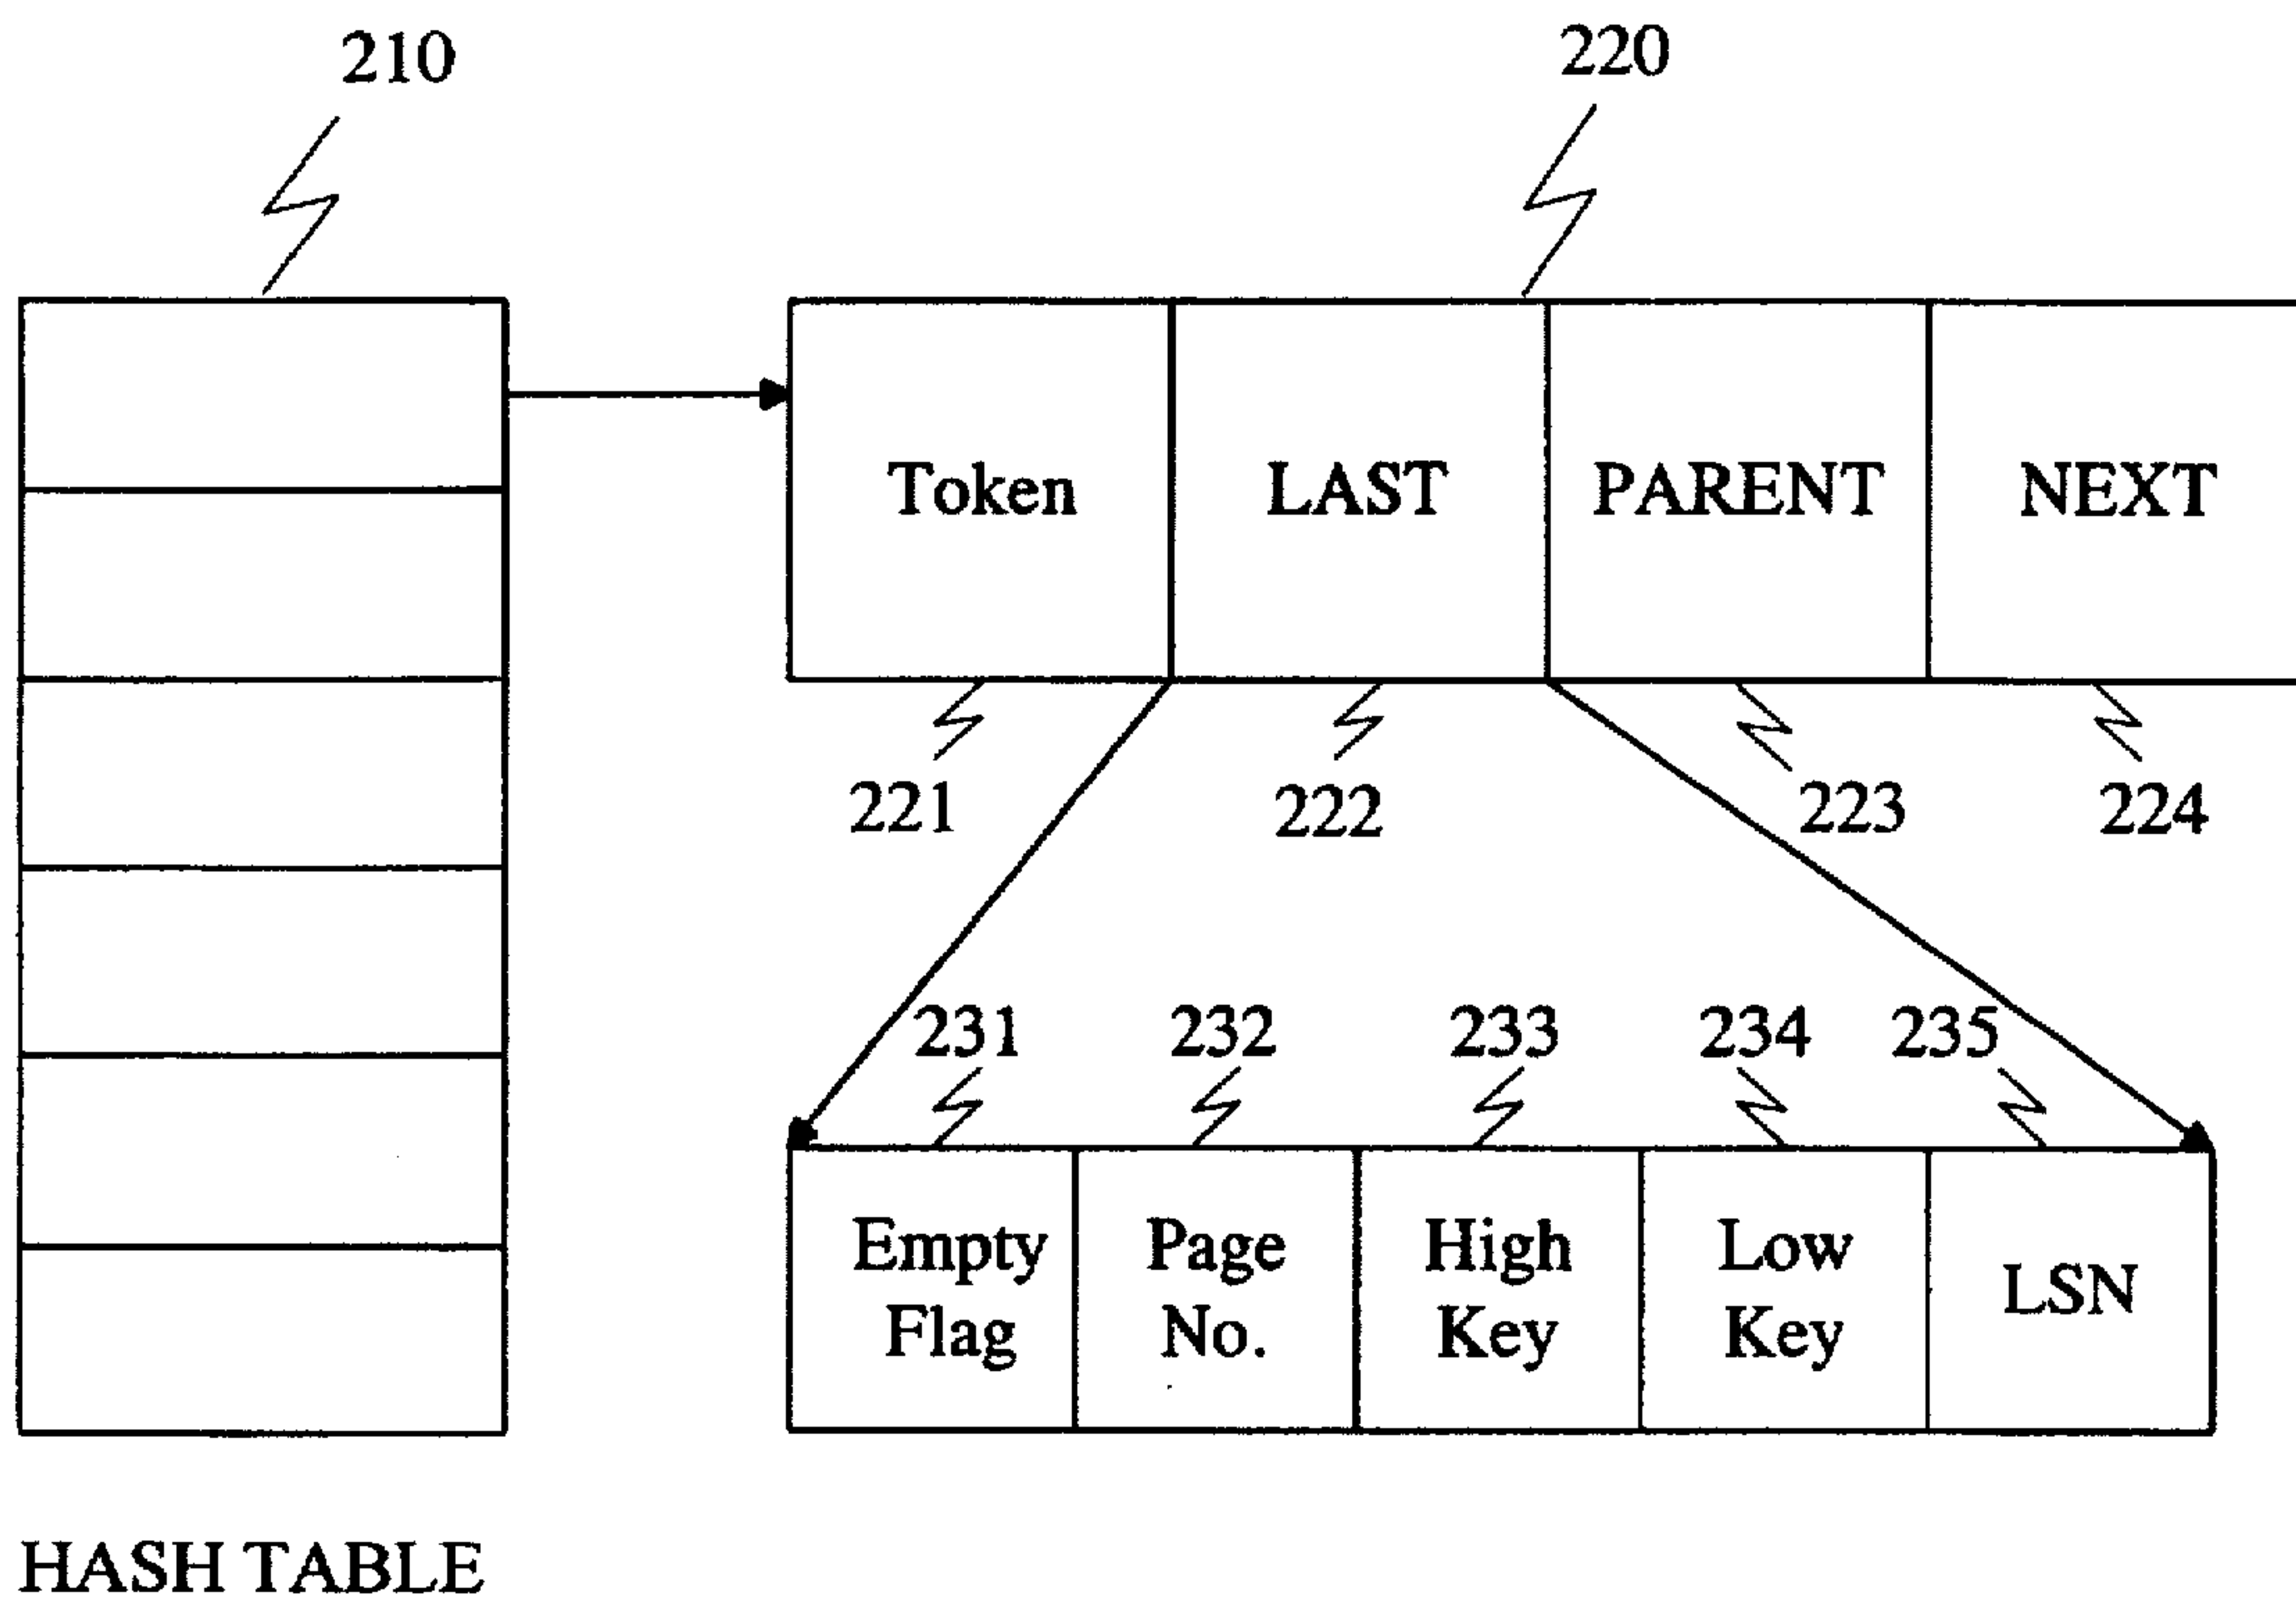 210
220
Token LAST PARENT NEXT
221 222 223 224
231 232 233 234 235
Empty Flag
Page No.
High Key
Low Key
LSN
HASH TABLE